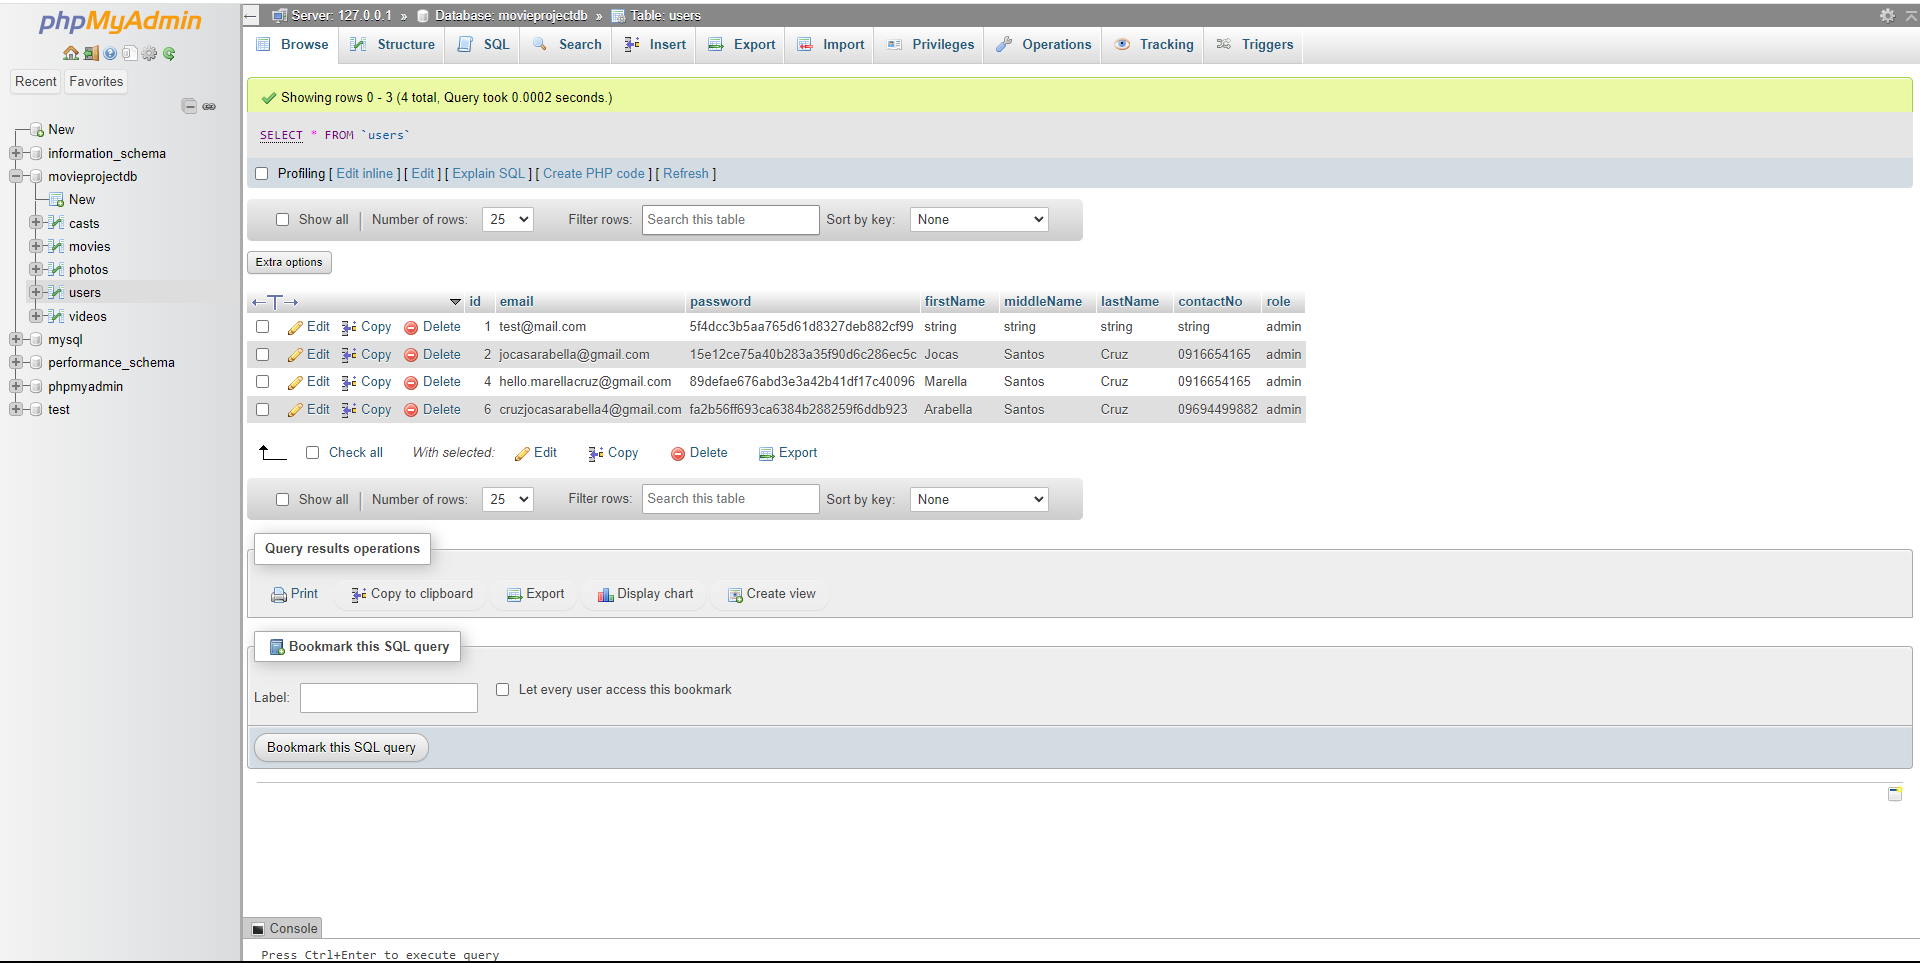 phpMyAdmin
Recent Favorites
New
information_schema
movieprojectdb
New
casts
movies
photos
users
videos
mysql
performance_schema
phpmyadmin
test
Server: 127.0.0.1 » Database: movieprojectdb » Table: users
Browse Structure SQL Search Insert Export Import Privileges Operations Tracking Triggers
Showing rows 0 - 3 (4 total, Query took 0.0002 seconds.)
SELECT * FROM `users`
Profiling [ Edit inline ] [ Edit ] [ Explain SQL ] [ Create PHP code ] [ Refresh ]
Show all Number of rows: 25 Filter rows: Search this table Sort by key: None
Extra options
id email password firstName middleName lastName contactNo role
Edit Copy Delete 1 test@mail.com 5f4dcc3b5aa765d61d8327deb882cf99 string string string string admin
Edit Copy Delete 2 jocasarabella@gmail.com 15e12ce75a40b283a35f90d6c286ec5c Jocas Santos Cruz 0916654165 admin
Edit Copy Delete 4 hello.marellacruz@gmail.com 89defae676abd3e3a42b41df17c40096 Marella Santos Cruz 0916654165 admin
Edit Copy Delete 6 cruzjocasarabella4@gmail.com fa2b56ff693ca6384b288259f6ddb923 Arabella Santos Cruz 09694499882 admin
Check all With selected: Edit Copy Delete Export
Show all Number of rows: 25 Filter rows: Search this table Sort by key: None
Query results operations
Print Copy to clipboard Export Display chart Create view
Bookmark this SQL query
Label: Let every user access this bookmark
Bookmark this SQL query
Console
Press Ctrl+Enter to execute query